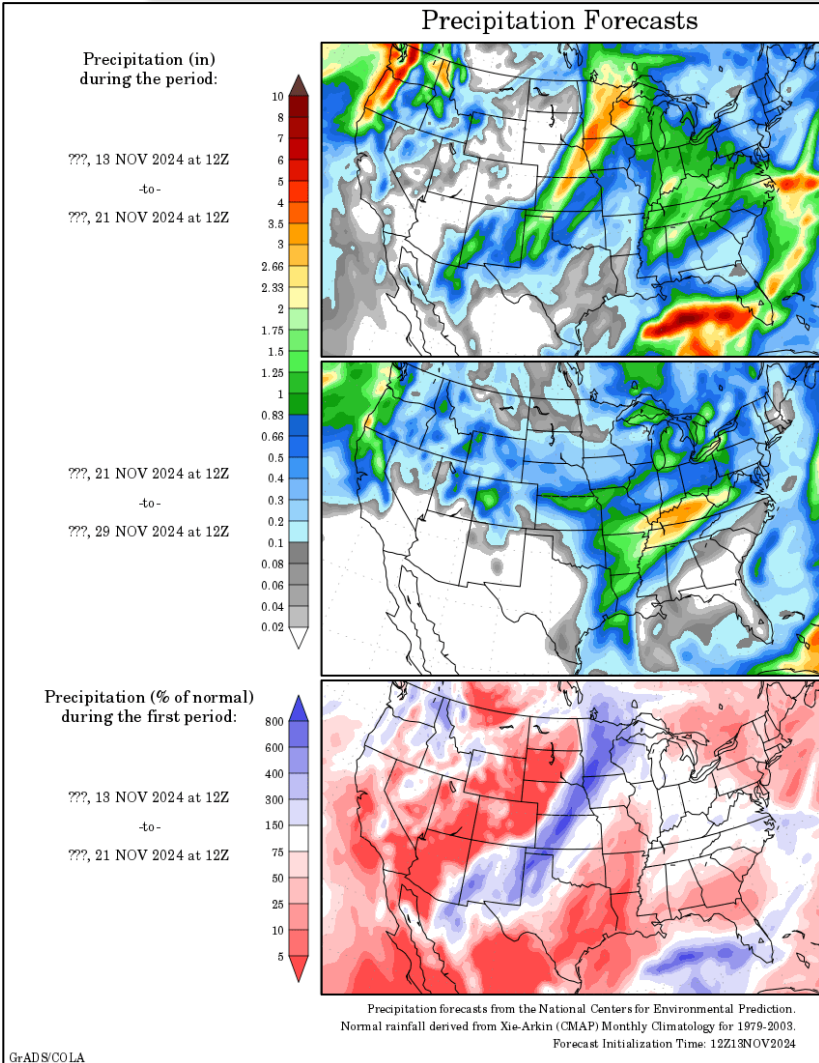 Precipitation Forecasts
Precipitation (in)
during the period:
???, 13 NOV 2024 at 12Z
-to-
???, 21 NOV 2024 at 12Z
10
8
7
6
5
4
3.5
3
2.66
2.33
2
1.75
1.5
1.25
1
0.83
0.66
0.5
0.4
0.3
0.2
0.1
0.08
0.06
0.04
0.02
???, 21 NOV 2024 at 12Z
-to-
???, 29 NOV 2024 at 12Z
Precipitation (% of normal)
during the first period:
???, 13 NOV 2024 at 12Z
-to-
???, 21 NOV 2024 at 12Z
800
600
400
300
150
75
50
25
10
5
Precipitation forecasts from the National Centers for Environmental Prediction.
Normal rainfall derived from Xie-Arkin (CMAP) Monthly Climatology for 1979-2003.
Forecast Initialization Time: 12Z13NOV2024
GrADS/COLA